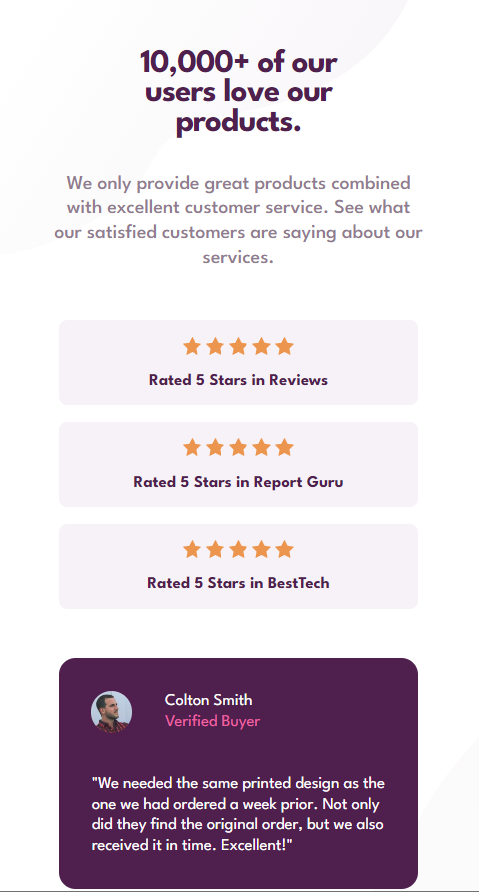 10,000+ of our
users love our
products.
We only provide great products combined
with excellent customer service. See what
our satisfied customers are saying about our
services.
Rated 5 Stars in Reviews
Rated 5 Stars in Report Guru
Rated 5 Stars in BestTech
Colton Smith
Verified Buyer
"We needed the same printed design as the
one we had ordered a week prior. Not only
did they find the original order, but we also
received it in time. Excellent!"